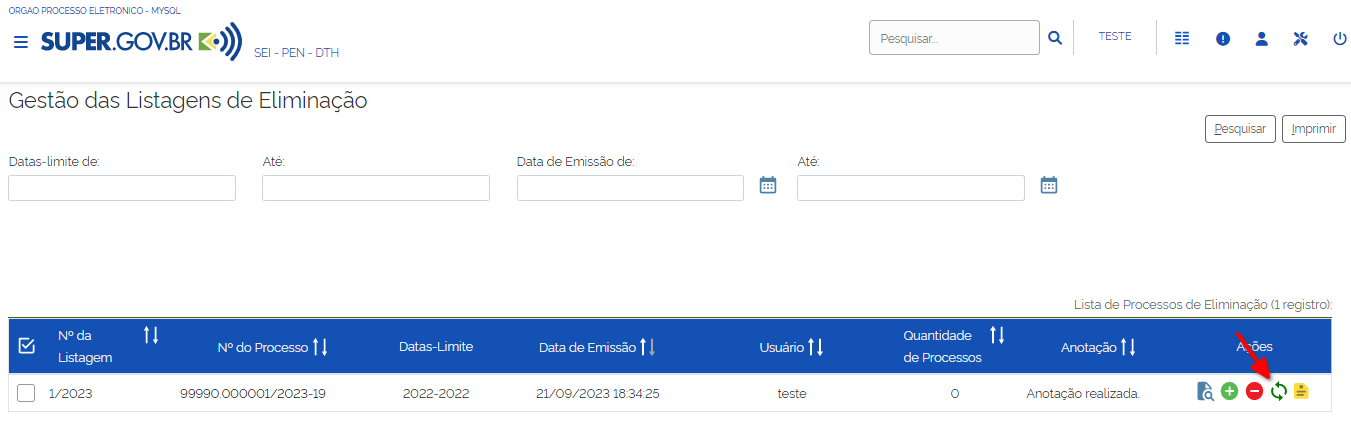 ORGAO PROCESSO ELETRONICO - MYSQL
SUPER.GOV.BR
SEI - PEN - DTH
Pesquisar...
TESTE
Gestão das Listagens de Eliminação
Pesquisar Imprimir
Datas-limite de: Até: Data de Emissão de: Até:
Lista de Processos de Eliminação (1 registro):
Nº da Listagem Nº do Processo Datas-Limite Data de Emissão Usuário Quantidade de Processos Anotação Ações
1/2023 99990.000001/2023-19 2022-2022 21/09/2023 18:34:25 teste 0 Anotação realizada.